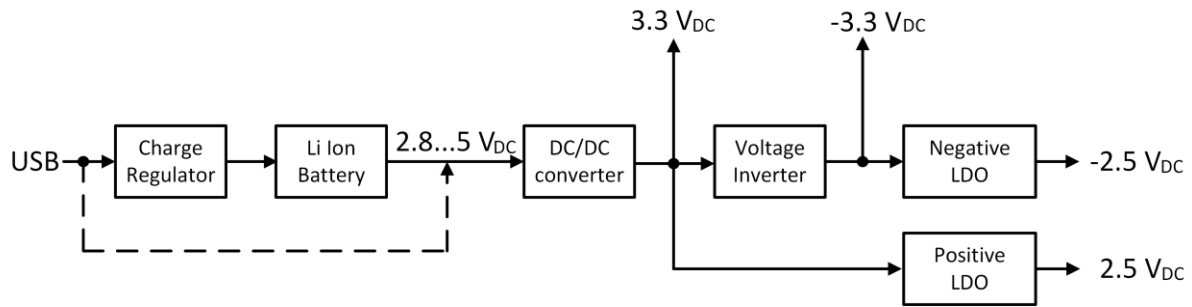 3.3 VDC
-3.3 VDC
USB
Charge
Regulator
Li Ion
Battery
2.8...5 VDC
DC/DC
converter
Voltage
Inverter
Negative
LDO
-2.5 VDC
Positive
LDO
2.5 VDC